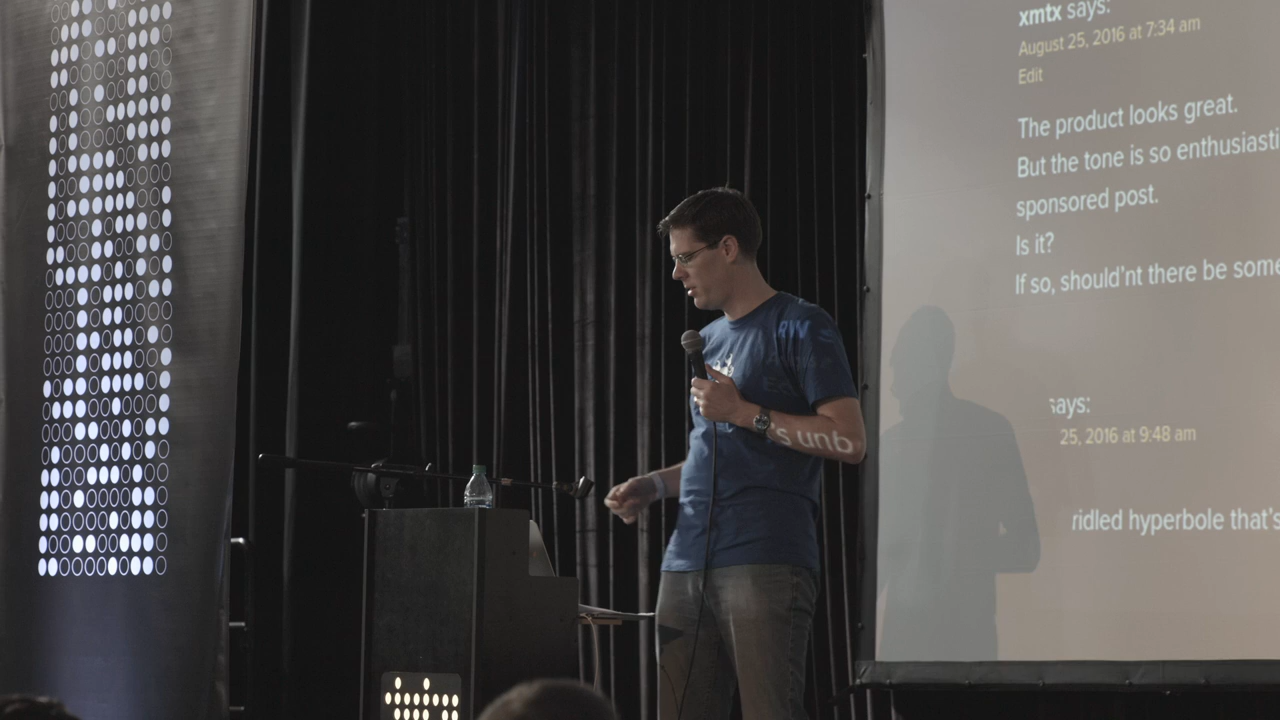 xmtx says:
August 25, 2016 at 7:34 am
Edit
The product looks great.
But the tone is so enthusiasti
sponsored post.
Is it?
If so, should'nt there be some
says:
25, 2016 at 9:48 am
's unb
ridled hyperbole that's